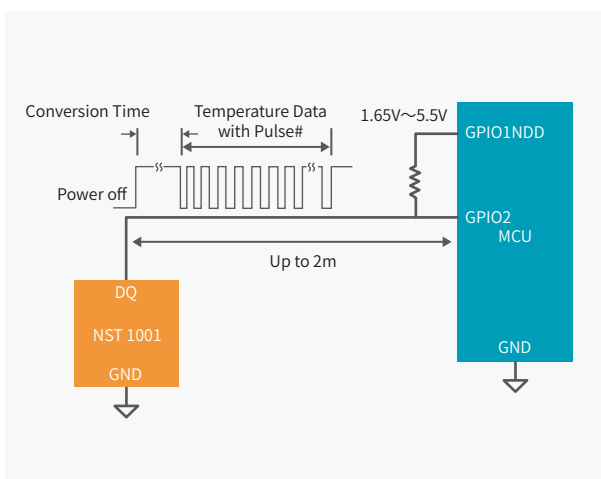 Conversion Time
Temperature Data
with Pulse#
1.65V～5.5V
GPIO1NDD
Power off
GPIO2
MCU
Up to 2m
DQ
NST 1001
GND
GND